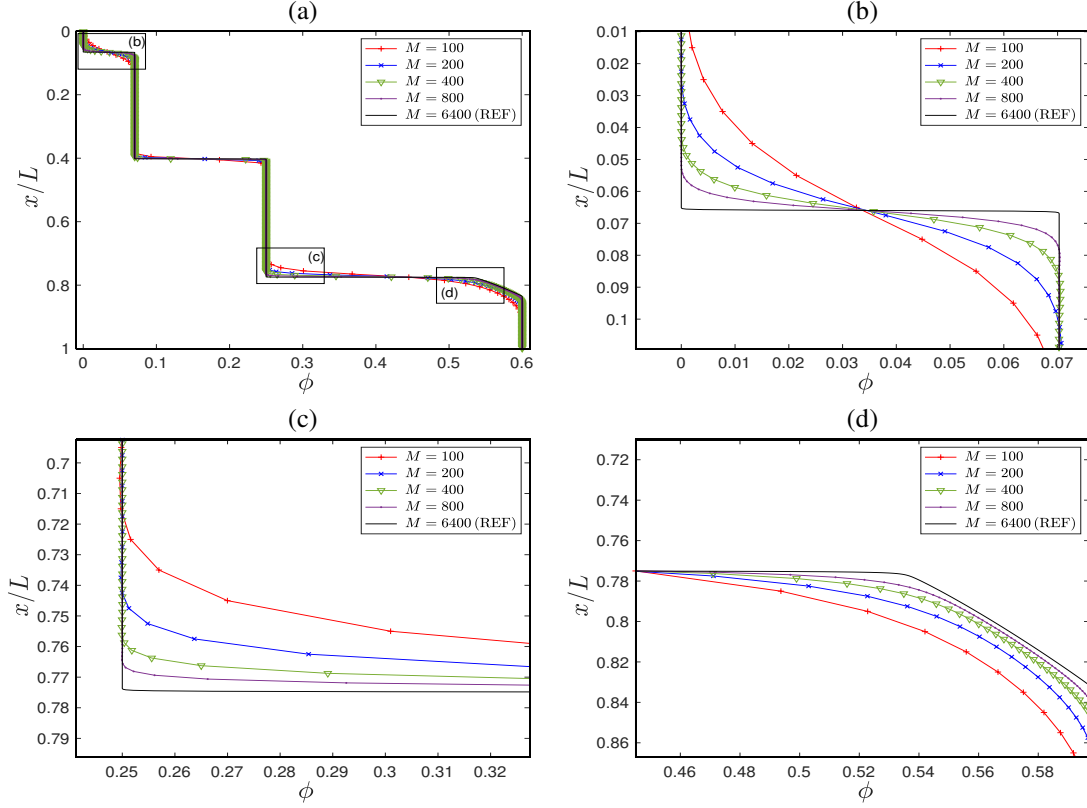 (a)
0
0.2
0.4
0.6
0.8
1
x/L
0 0.1 0.2 0.3 0.4 0.5 0.6
ϕ
(b)
(c)
(d)
M = 100
M = 200
M = 400
M = 800
M = 6400 (REF)
(b)
0.01
0.02
0.03
0.04
0.05
0.06
0.07
0.08
0.09
0.1
x/L
0 0.01 0.02 0.03 0.04 0.05 0.06 0.07
ϕ
M = 100
M = 200
M = 400
M = 800
M = 6400 (REF)
(c)
0.7
0.71
0.72
0.73
0.74
0.75
0.76
0.77
0.78
0.79
x/L
0.25 0.26 0.27 0.28 0.29 0.3 0.31 0.32
ϕ
M = 100
M = 200
M = 400
M = 800
M = 6400 (REF)
(d)
0.72
0.74
0.76
0.78
0.8
0.82
0.84
0.86
x/L
0.46 0.48 0.5 0.52 0.54 0.56 0.58
ϕ
M = 100
M = 200
M = 400
M = 800
M = 6400 (REF)